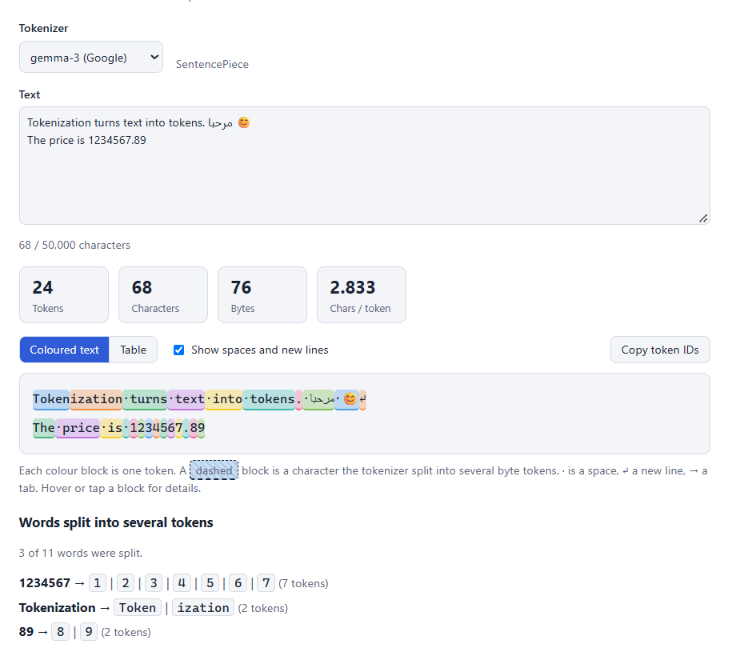 Tokenizer
gemma-3 (Google)
SentencePiece
Text
Tokenization turns text into tokens. مرحبا 😊
The price is 1234567.89
68 / 50,000 characters
24
68
76
2.833
Tokens
Characters
Bytes
Chars / token
Coloured text
Table
Show spaces and new lines
Copy token IDs
Tokenization·turns·text·into·tokens.·مرحبا·😊↵
The·price·is·1234567.89
Each colour block is one token. A dashed block is a character the tokenizer split into several byte tokens. · is a space, ↵ a new line, → a
tab. Hover or tap a block for details.
Words split into several tokens
3 of 11 words were split.
1234567 → 1 | 2 | 3 | 4 | 5 | 6 | 7 (7 tokens)
Tokenization → Token | ization (2 tokens)
89 → 8 | 9 (2 tokens)